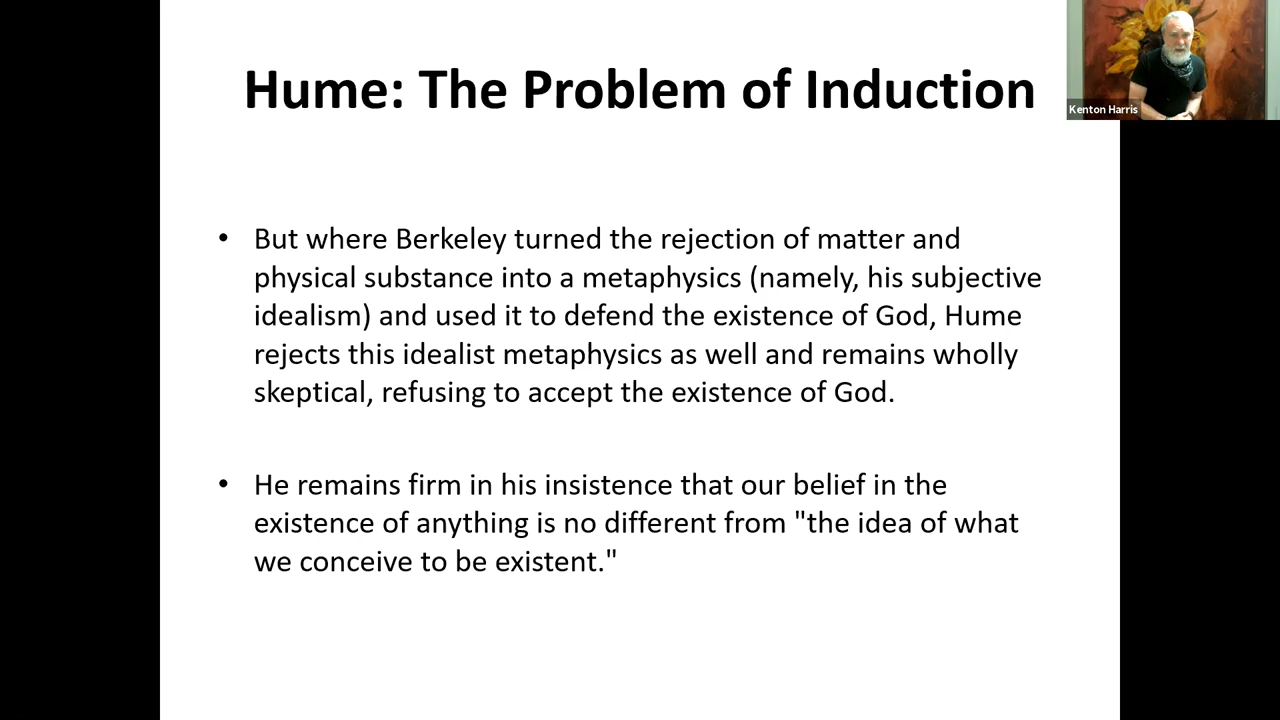 Hume: The Problem of Induction
Kenton Harris
• But where Berkeley turned the rejection of matter and
physical substance into a metaphysics (namely, his subjective
idealism) and used it to defend the existence of God, Hume
rejects this idealist metaphysics as well and remains wholly
skeptical, refusing to accept the existence of God.
• He remains firm in his insistence that our belief in the
existence of anything is no different from "the idea of what
we conceive to be existent."